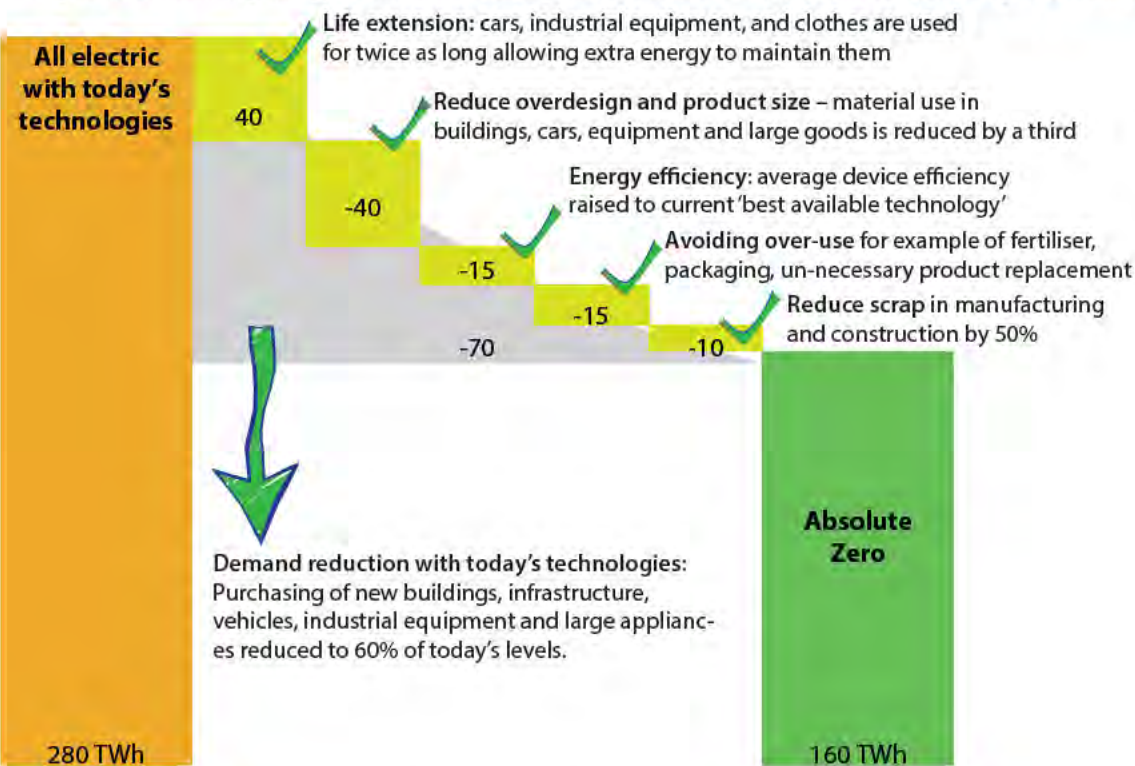 All electric
with today's
technologies
Life extension: cars, industrial equipment, and clothes are used
for twice as long allowing extra energy to maintain them
40
Reduce overdesign and product size – material use in
buildings, cars, equipment and large goods is reduced by a third
-40
Energy efficiency: average device efficiency
raised to current 'best available technology'
-15
Avoiding over-use for example of fertiliser,
packaging, un-necessary product replacement
-15
Reduce scrap in manufacturing
and construction by 50%
-10
-70
Demand reduction with today's technologies:
Purchasing of new buildings, infrastructure,
vehicles, industrial equipment and large applianc-
es reduced to 60% of today's levels.
Absolute
Zero
280 TWh
160 TWh